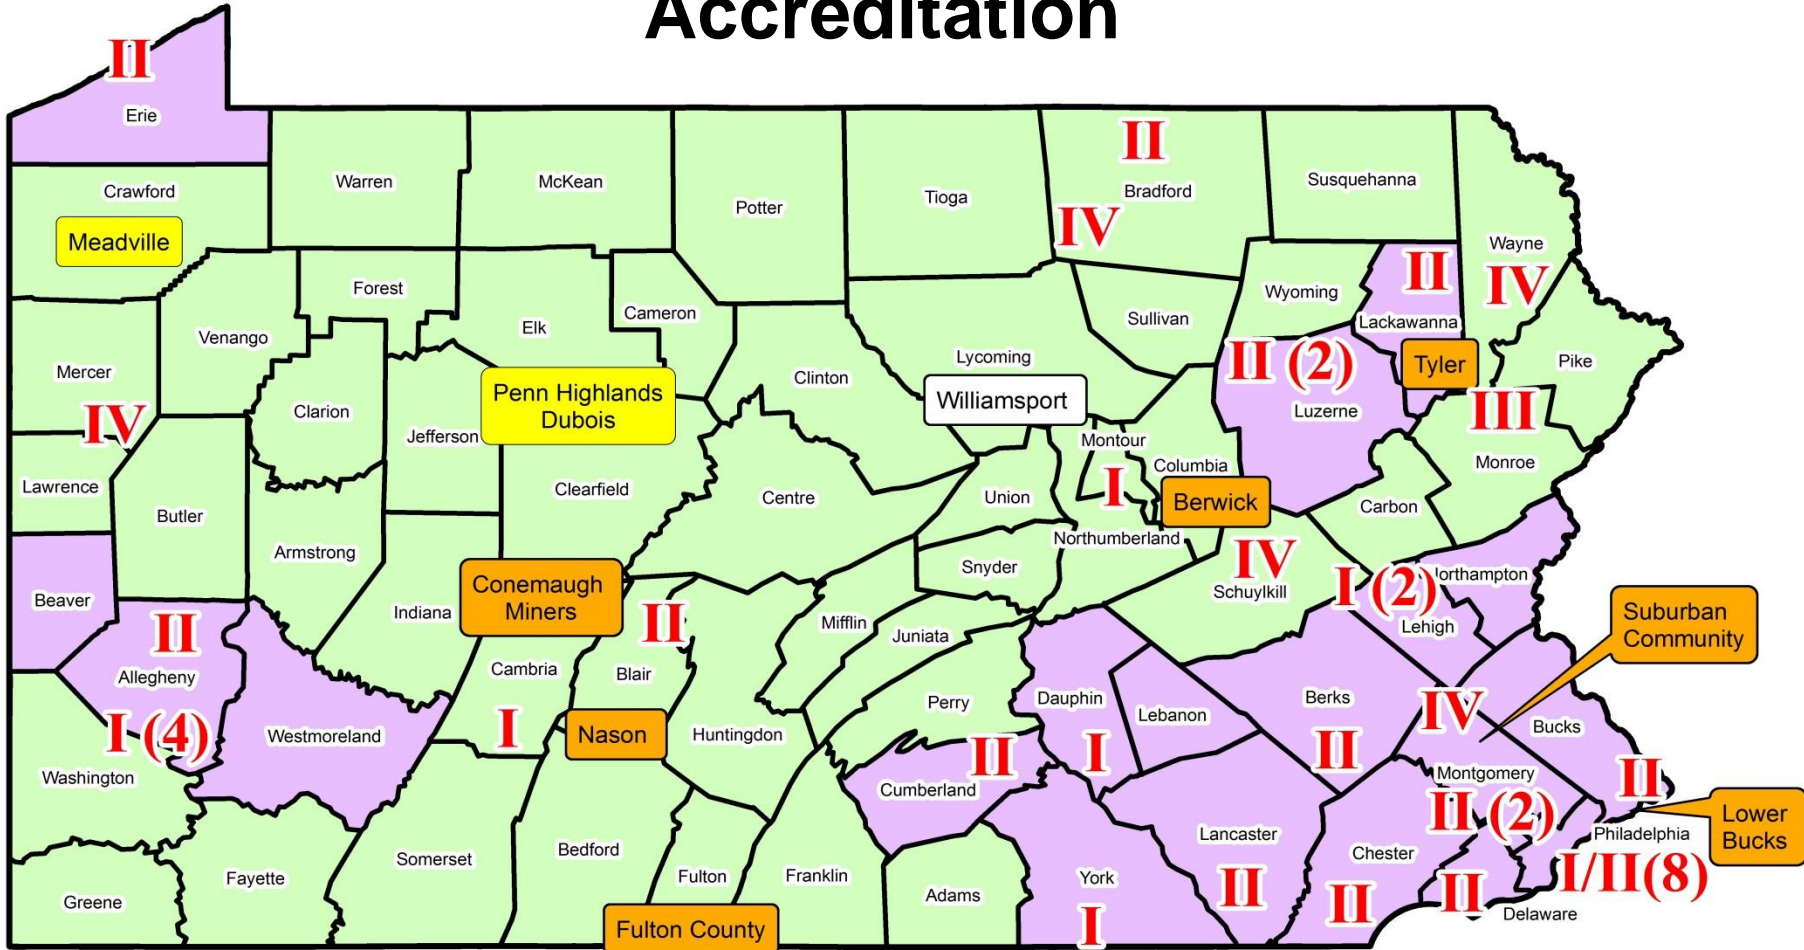 Accreditation
II
Erie
Crawford
Meadville
Warren
McKean
Potter
Tioga
II
Bradford
IV
Susquehanna
Wayne
IV
II
Lackawanna
Wyoming
Sullivan
Forest
Elk
Cameron
Venango
Mercer
IV
Clarion
Jefferson
Penn Highlands
Dubois
Clinton
Lycoming
Williamsport
II (2)
Luzerne
Tyler
Pike
III
Monroe
Lawrence
Butler
Armstrong
Clearfield
Centre
Union
Montour
I
Columbia
Berwick
Carbon
Northumberland
Snyder
IV
Schuylkill
I (2)
orthampton
Lehigh
Suburban
Community
Beaver
II
Allegheny
I (4)
Indiana
Conemaugh
Miners
II
Blair
Cambria
I
Nason
Mifflin
Juniata
Perry
Huntingdon
Dauphin
I
Lebanon
Berks
II
IV
Bucks
II
Westmoreland
Washington
II
Cumberland
Montgomery
II (2)
Lower
Bucks
Philadelphia
I/II(8)
Greene
Fayette
Somerset
Bedford
Fulton
Fulton County
Franklin
Adams
York
I
Lancaster
II
Chester
II
II
Delaware